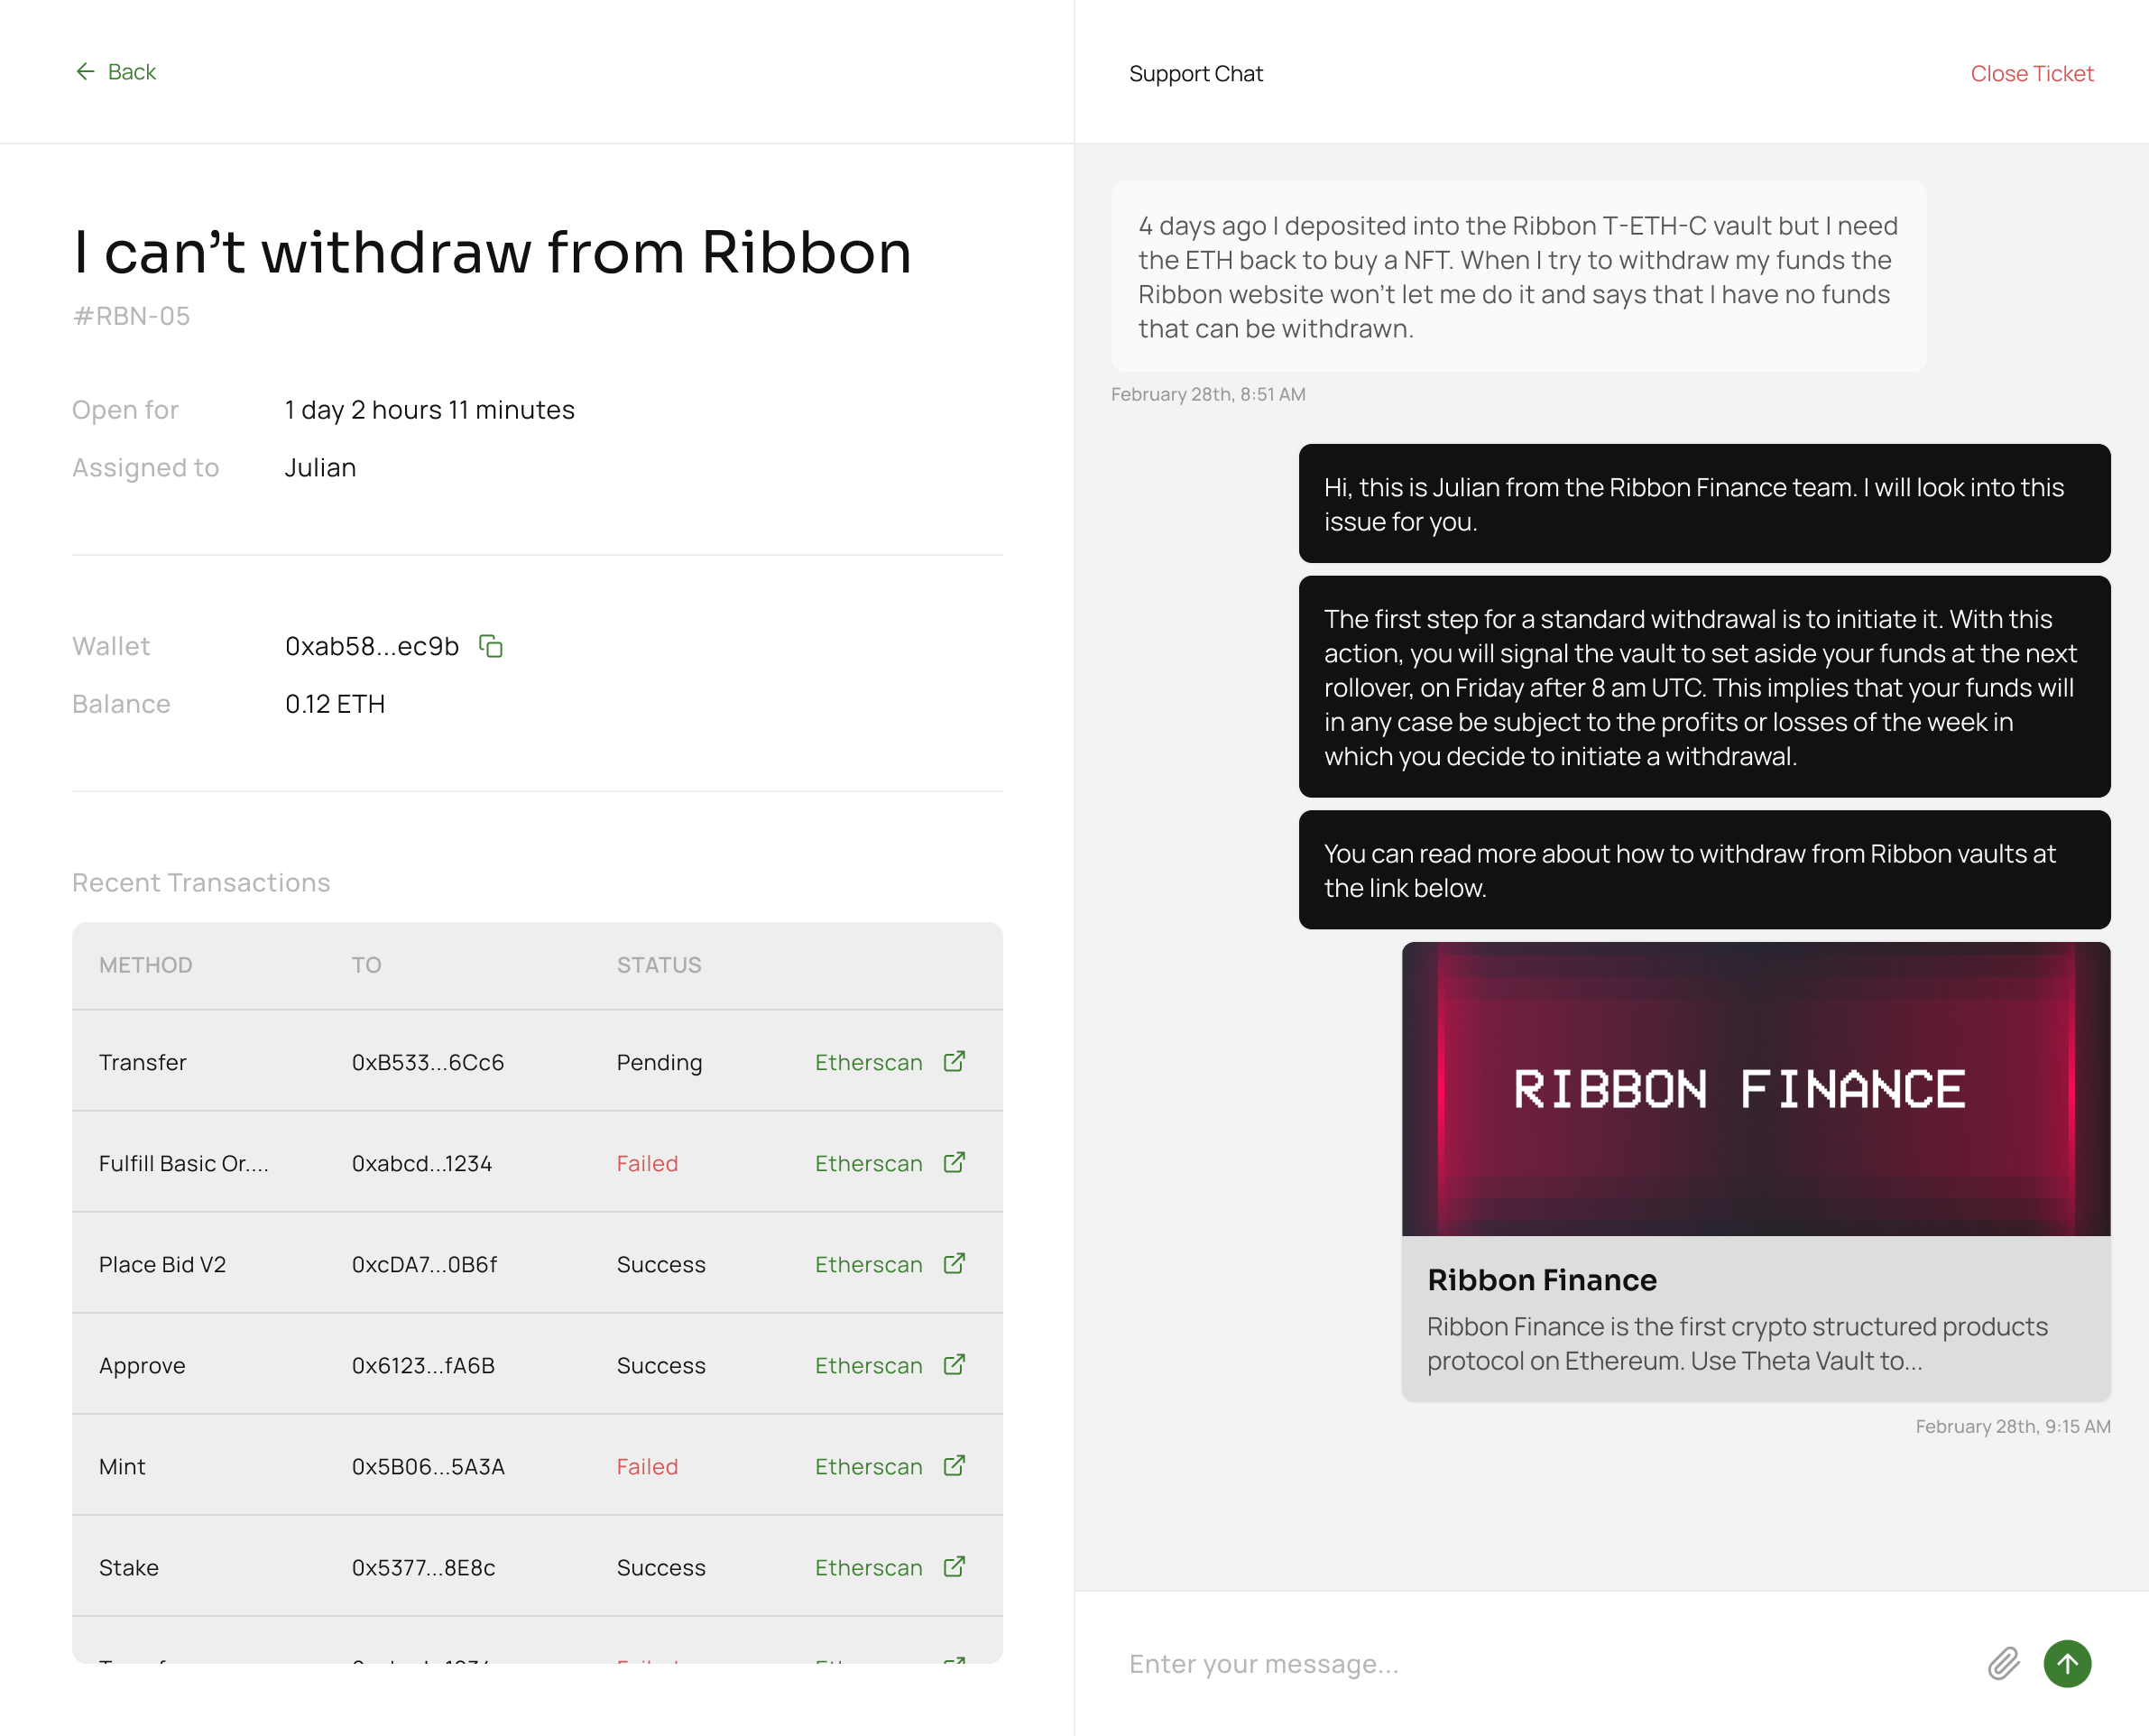 Back
I can’t withdraw from Ribbon
#RBN-05
Open for 1 day 2 hours 11 minutes
Assigned to Julian
Wallet 0xab58...ec9b
Balance 0.12 ETH
Recent Transactions
METHOD TO STATUS
Transfer 0xB533...6Cc6 Pending Etherscan
Fulfill Basic Or.... 0xabcd...1234 Failed Etherscan
Place Bid V2 0xcDA7...0B6f Success Etherscan
Approve 0x6123...fA6B Success Etherscan
Mint 0x5B06...5A3A Failed Etherscan
Stake 0x5377...8E8c Success Etherscan
Support Chat
Close Ticket
4 days ago I deposited into the Ribbon T-ETH-C vault but I need
the ETH back to buy a NFT. When I try to withdraw my funds the
Ribbon website won’t let me do it and says that I have no funds
that can be withdrawn.
February 28th, 8:51 AM
Hi, this is Julian from the Ribbon Finance team. I will look into this
issue for you.
The first step for a standard withdrawal is to initiate it. With this
action, you will signal the vault to set aside your funds at the next
rollover, on Friday after 8 am UTC. This implies that your funds will
in any case be subject to the profits or losses of the week in
which you decide to initiate a withdrawal.
You can read more about how to withdraw from Ribbon vaults at
the link below.
RIBBON FINANCE
Ribbon Finance
Ribbon Finance is the first crypto structured products
protocol on Ethereum. Use Theta Vault to...
February 28th, 9:15 AM
Enter your message...